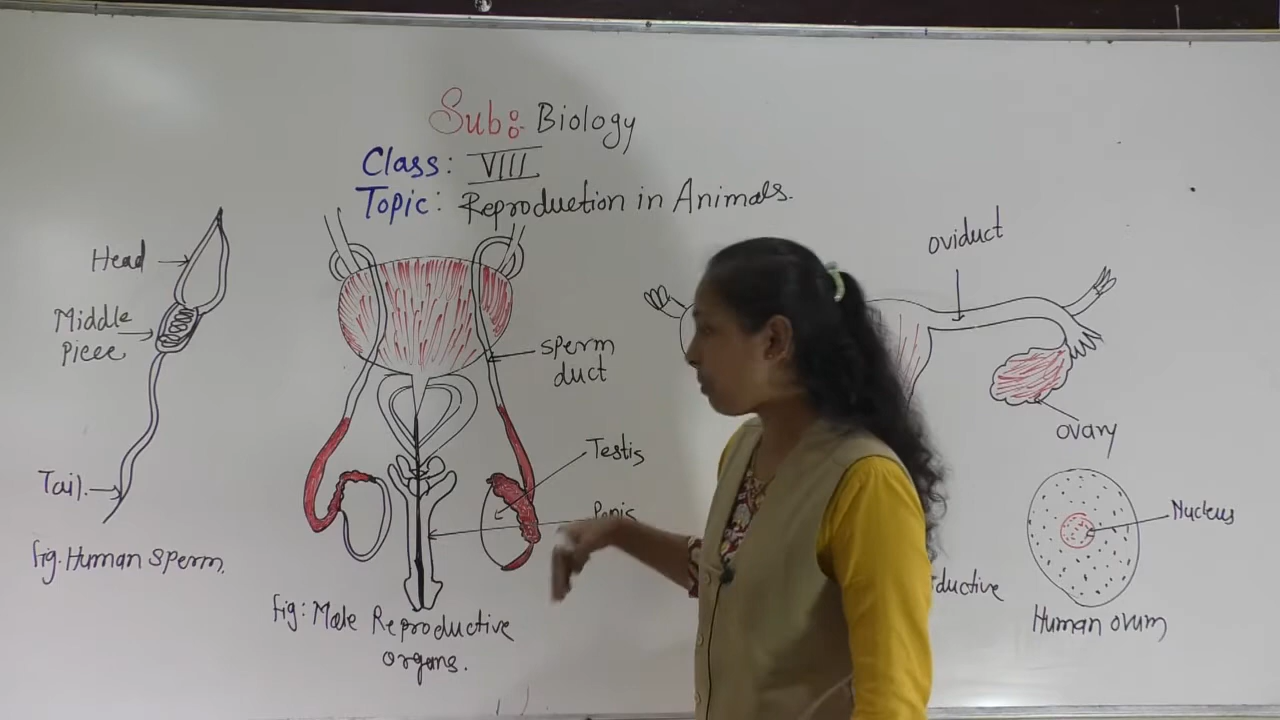 Sub: Biology
Class: VIII
Topic: Reproduction in Animals.
Head
Middle
piece
Tail.
fig. Human Sperm.
sperm
duct
Testis
Penis
fig: Male Reproductive
organs.
oviduct
ovary
Nucleus
ductive
Human ovum